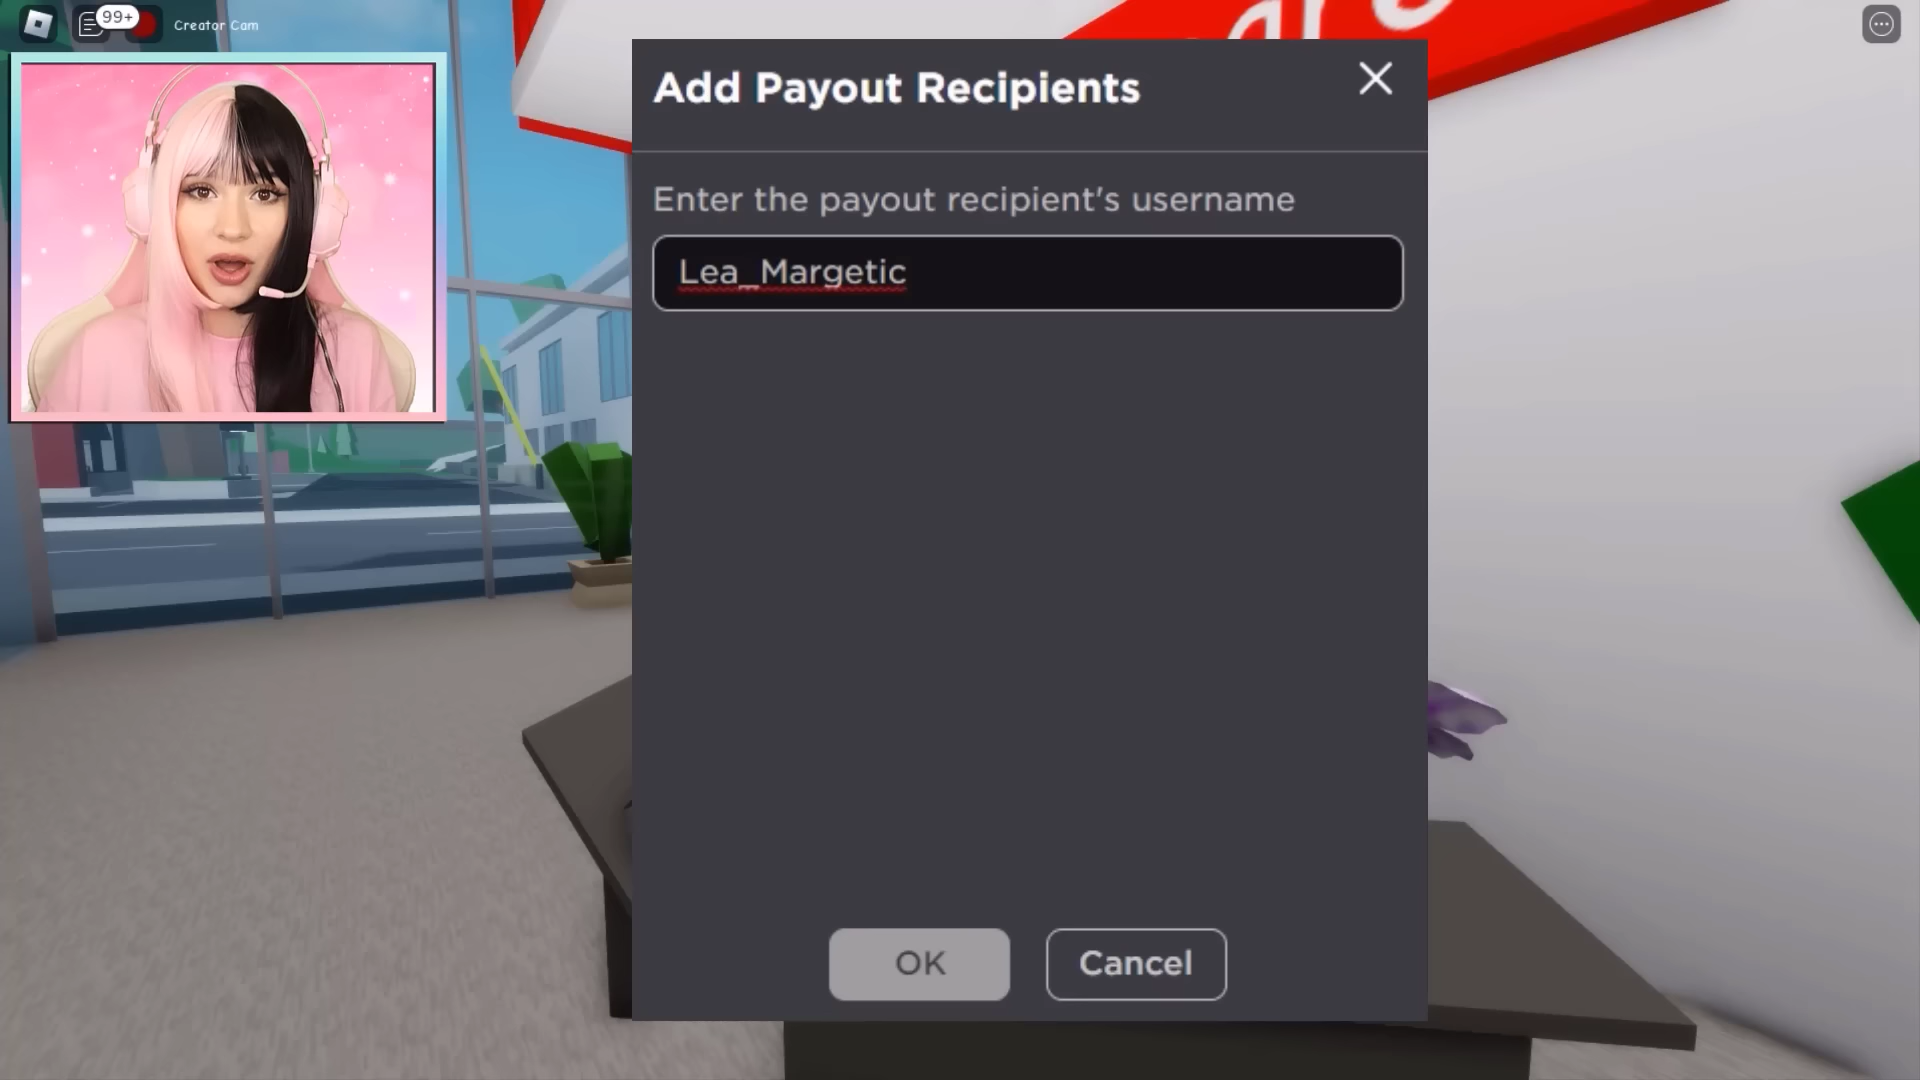 99+
Creator Cam
Add Payout Recipients
Enter the payout recipient's username
Lea_Margetic
OK
Cancel